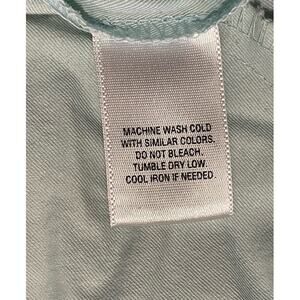 MACHINE WASH COLD
WITH SIMILAR COLORS.
DO NOT BLEACH.
TUMBLE DRY LOW.
COOL IRON IF NEEDED.